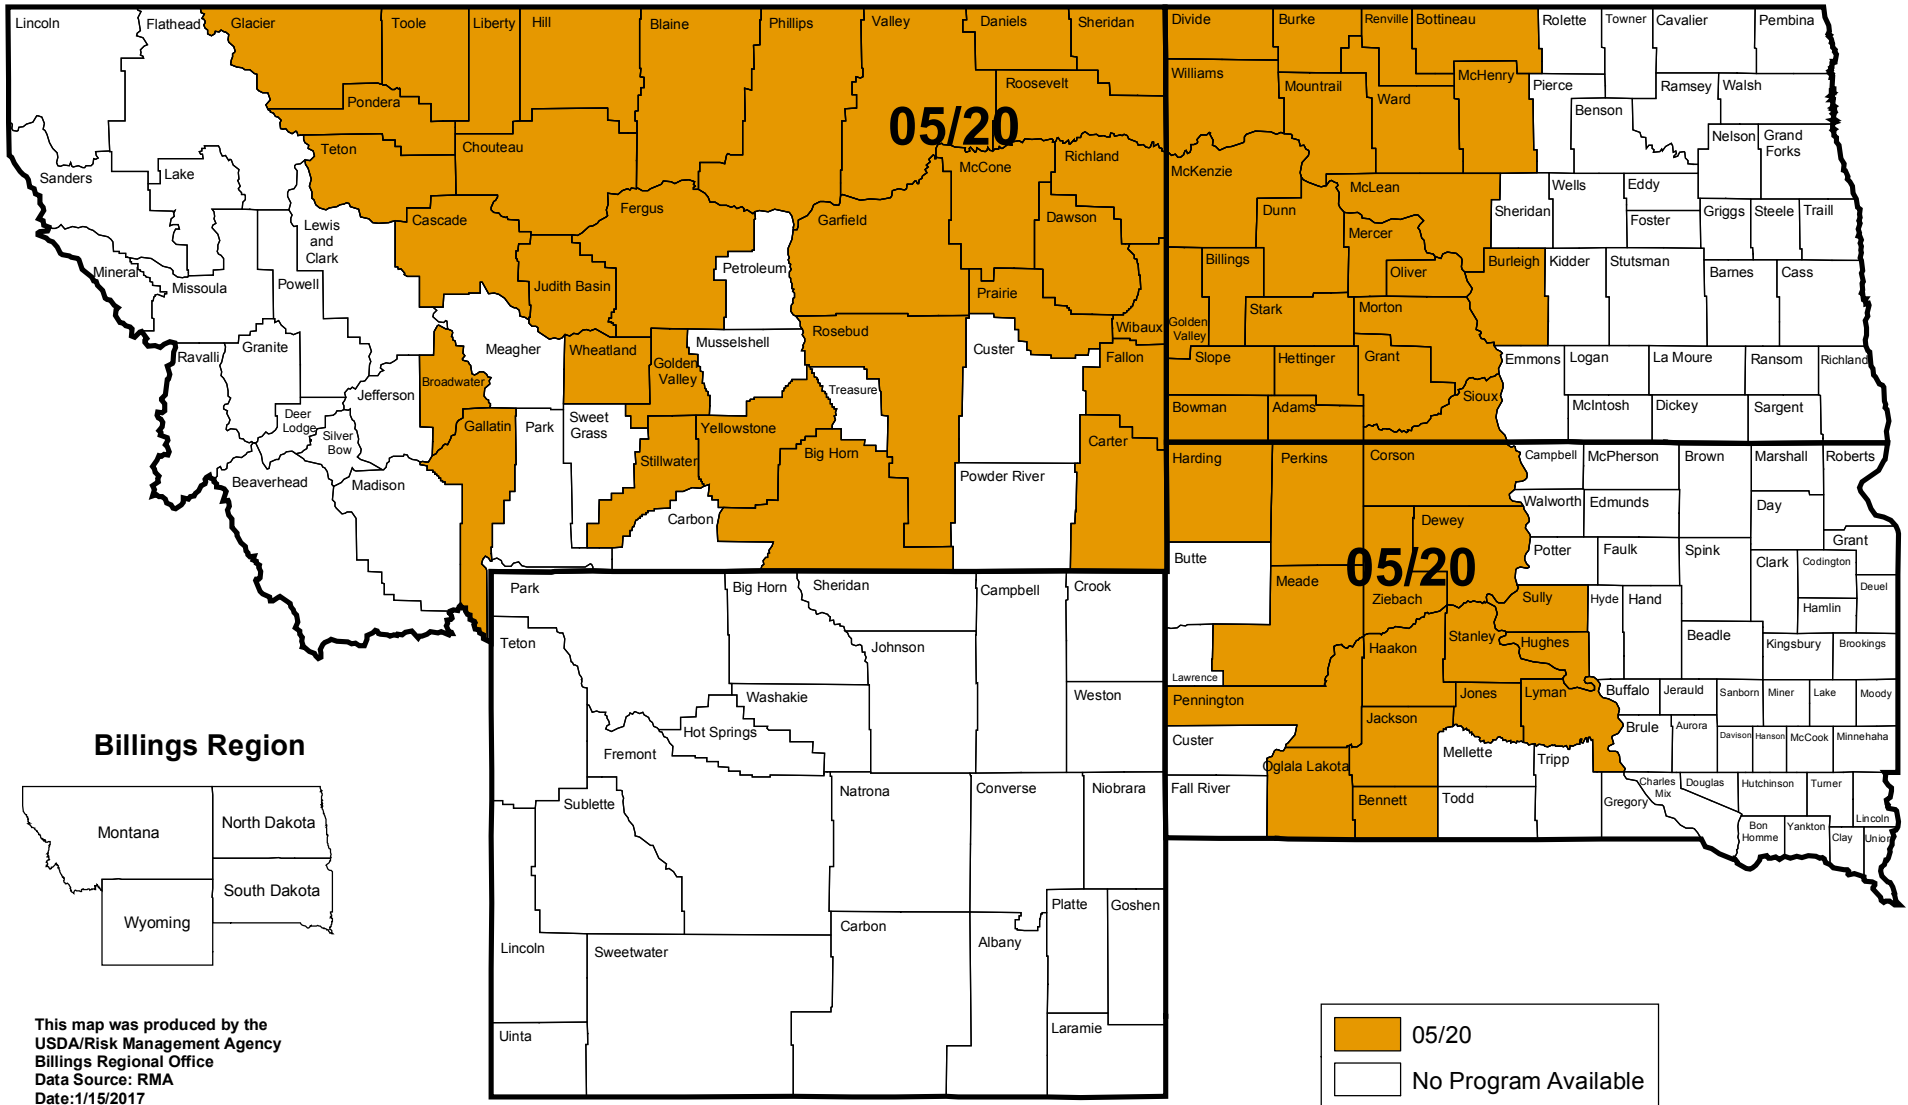 Lincoln
Flathead
Glacier
Toole
Liberty
Hill
Blaine
Phillips
Valley
Daniels
Sheridan
Roosevelt
Pondera
Teton
Chouteau
05/20
McCone
Richland
Sanders
Lake
Lewis
and
Clark
Cascade
Fergus
Garfield
Dawson
Mineral
Missoula
Powell
Judith Basin
Petroleum
Prairie
Wibaux
Ravalli
Granite
Meagher
Wheatland
Golden
Valley
Musselshell
Rosebud
Custer
Fallon
Jefferson
Broadwater
Treasure
Deer
Lodge
Silver
Bow
Gallatin
Park
Sweet
Grass
Stillwater
Yellowstone
Big Horn
Carter
Beaverhead
Madison
Carbon
Powder River
Divide
Burke
Renville
Bottineau
Rolette
Towner
Cavalier
Pembina
Williams
Mountrail
Ward
McHenry
Pierce
Benson
Ramsey
Walsh
Nelson
Grand
Forks
McKenzie
McLean
Dunn
Mercer
Sheridan
Wells
Eddy
Foster
Griggs
Steele
Traill
Billings
Oliver
Burleigh
Kidder
Stutsman
Barnes
Cass
Golden
Valley
Stark
Morton
Slope
Hettinger
Grant
Emmons
Logan
La Moure
Ransom
Richland
Bowman
Adams
Sioux
McIntosh
Dickey
Sargent
Harding
Perkins
Corson
Campbell
McPherson
Brown
Marshall
Roberts
Walworth
Edmunds
Day
Dewey
Butte
Meade
05/20
Ziebach
Potter
Faulk
Spink
Clark
Codington
Grant
Deuel
Hamlin
Sully
Hyde
Hand
Beadle
Kingsbury
Brookings
Haakon
Stanley
Hughes
Lawrence
Pennington
Jones
Lyman
Buffalo
Jerauld
Sanborn
Miner
Lake
Moody
Custer
Jackson
Mellette
Tripp
Brule
Aurora
Davison
Hanson
McCook
Minnehaha
Oglala Lakota
Fall River
Bennett
Todd
Gregory
Charles
Mix
Douglas
Hutchinson
Turner
Lincoln
Bon
Homme
Yankton
Clay
Union
Park
Big Horn
Sheridan
Campbell
Crook
Teton
Johnson
Washakie
Weston
Hot Springs
Fremont
Sublette
Natrona
Converse
Niobrara
Platte
Goshen
Lincoln
Sweetwater
Carbon
Albany
Uinta
Laramie
Billings Region
Montana
North Dakota
South Dakota
Wyoming
This map was produced by the
USDA/Risk Management Agency
Billings Regional Office
Data Source: RMA
Date:1/15/2017
05/20
No Program Available